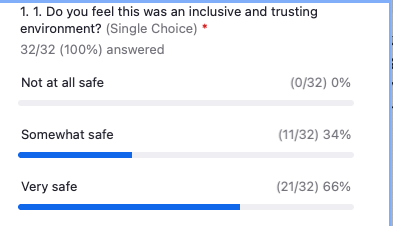 1. 1. Do you feel this was an inclusive and trusting
environment? (Single Choice) *
32/32 (100%) answered
Not at all safe (0/32) 0%
Somewhat safe (11/32) 34%
Very safe (21/32) 66%